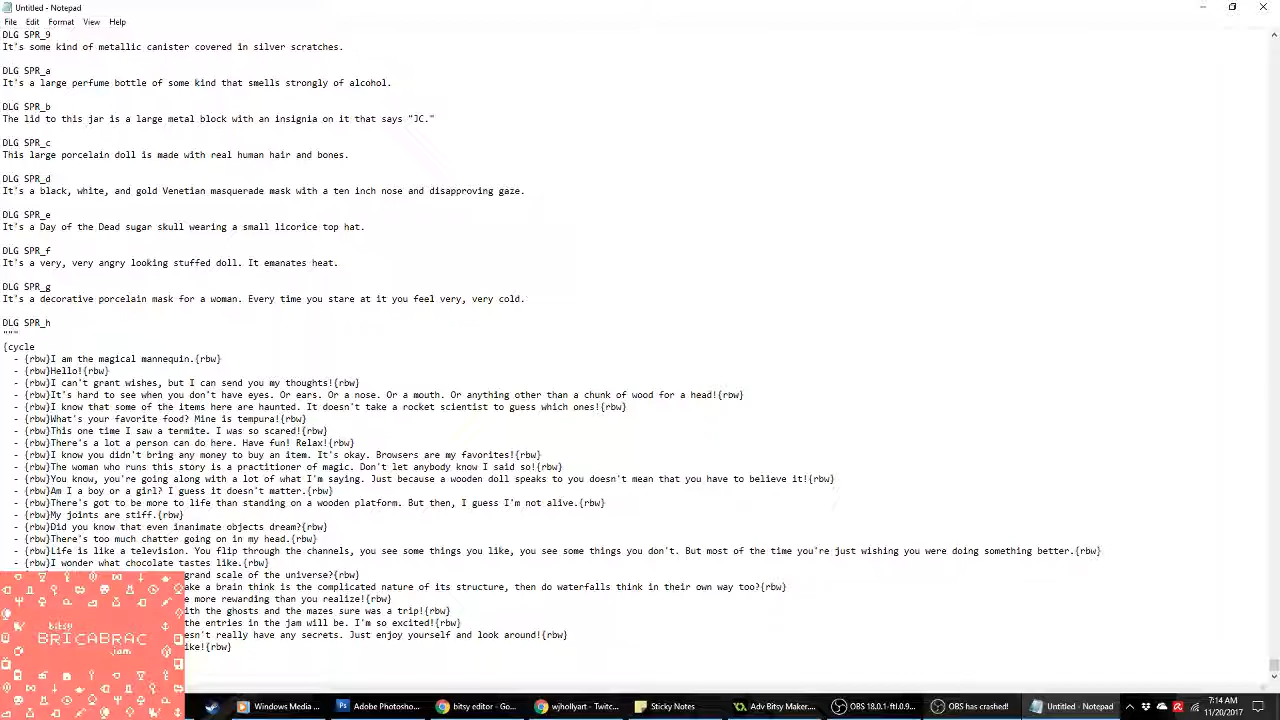 Untitled - Notepad
File Edit Format View Help
DLG SPR_9
It's some kind of metallic canister covered in silver scratches.
DLG SPR_a
It's a large perfume bottle of some kind that smells strongly of alcohol.
DLG SPR_b
The lid to this jar is a large metal block with an insignia on it that says "JC."
DLG SPR_c
This large porcelain doll is made with real human hair and bones.
DLG SPR_d
It's a black, white, and gold Venetian masquerade mask with a ten inch nose and disapproving gaze.
DLG SPR_e
It's a Day of the Dead sugar skull wearing a small licorice top hat.
DLG SPR_f
It's a very, very angry looking stuffed doll. It emanates heat.
DLG SPR_g
It's a decorative porcelain mask for a woman. Every time you stare at it you feel very, very cold.
DLG SPR_h
"""
{cycle
- {rbw}I am the magical mannequin.{rbw}
- {rbw}Hello!{rbw}
- {rbw}I can't grant wishes, but I can send you my thoughts!{rbw}
- {rbw}It's hard to see when you don't have eyes. Or ears. Or a nose. Or a mouth. Or anything other than a chunk of wood for a head!{rbw}
- {rbw}I know that some of the items here are haunted. It doesn't take a rocket scientist to guess which ones!{rbw}
- {rbw}What's your favorite food? Mine is tempura!{rbw}
- {rbw}This one time I saw a termite. I was so scared!{rbw}
- {rbw}There's a lot a person can do here. Have fun! Relax!{rbw}
- {rbw}I know you didn't bring any money to buy an item. It's okay. Browsers are my favorites!{rbw}
- {rbw}The woman who runs this story is a practitioner of magic. Don't let anybody know I said so!{rbw}
- {rbw}You know, you're going along with a lot of what I'm saying. Just because a wooden doll speaks to you doesn't mean that you have to believe it!{rbw}
- {rbw}Am I a boy or a girl? I guess it doesn't matter.{rbw}
- {rbw}There's got to be more to life than standing on a wooden platform. But then, I guess I'm not alive.{rbw}
- {rbw}My joints are stiff.{rbw}
- {rbw}Did you know that even inanimate objects dream?{rbw}
- {rbw}There's too much chatter going on in my head.{rbw}
- {rbw}Life is like a television. You flip through the channels, you see some things you like, you see some things you don't. But most of the time you're just wishing you were doing something better.{rbw}
- {rbw}I wonder what chocolate tastes like.{rbw}
grand scale of the universe?{rbw}
ake a brain think is the complicated nature of its structure, then do waterfalls think in their own way too?{rbw}
e more rewarding than you realize!{rbw}
ith the ghosts and the mazes sure was a trip!{rbw}
the entries in the jam will be. I'm so excited!{rbw}
esn't really have any secrets. Just enjoy yourself and look around!{rbw}
ike!{rbw}
bitsy
BRICABRAC
jam
Windows Media ...
Adobe Photosho...
bitsy editor - Go...
wjhollyart - Twitc...
Sticky Notes
Adv Bitsy Maker...
OBS 18.0.1-ftl.0.9...
OBS has crashed!
Untitled - Notepad
7:14 AM
11/20/2017